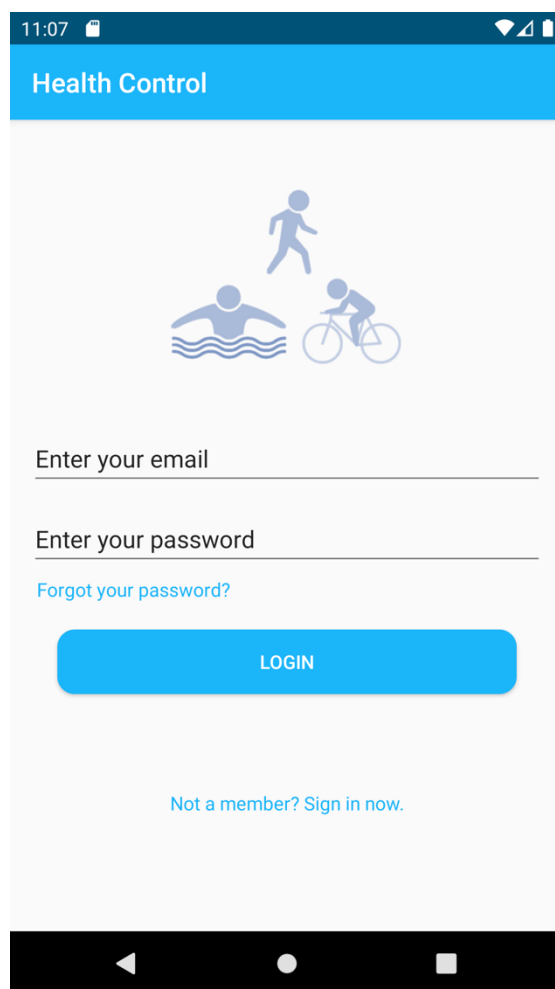 11:07
Health Control
Enter your email
Enter your password
Forgot your password?
LOGIN
Not a member? Sign in now.